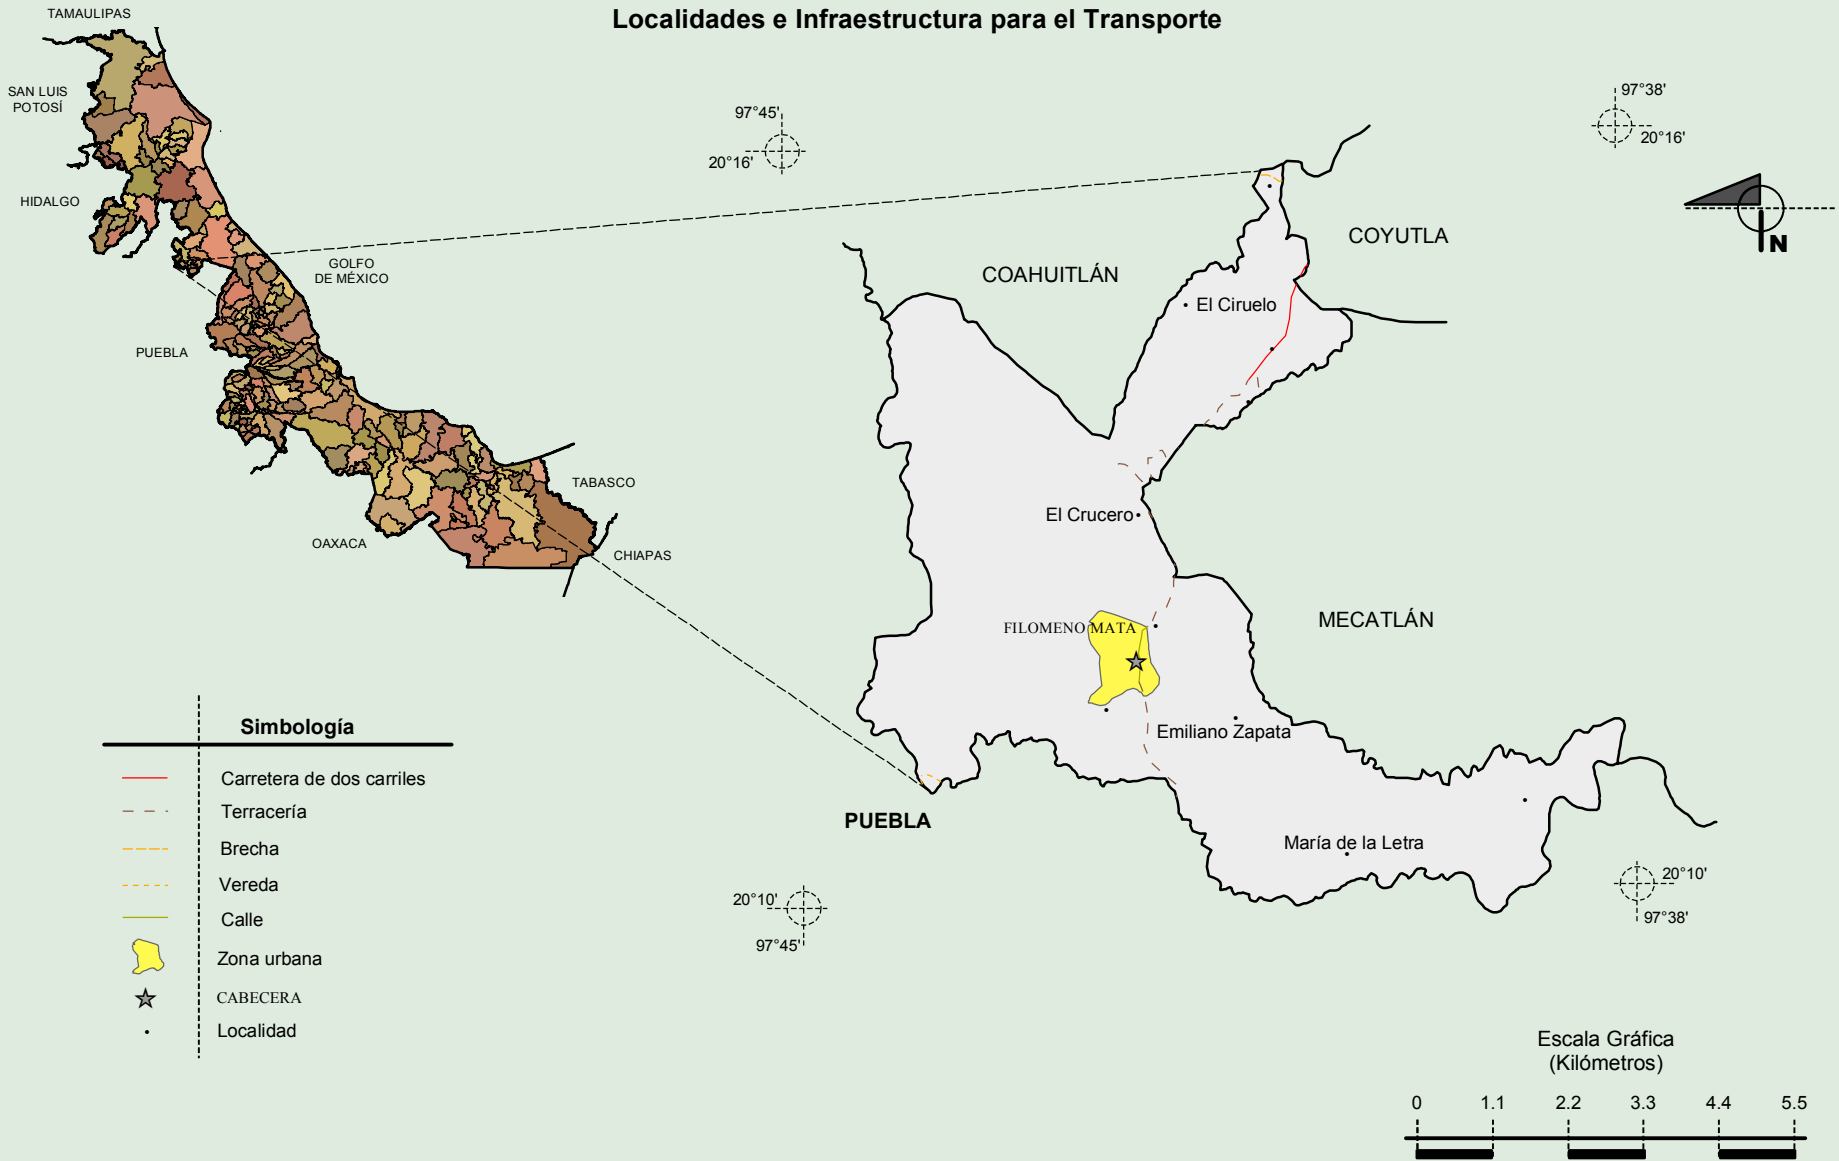 Localidades e Infraestructura para el Transporte
TAMAULIPAS
SAN LUIS
POTOSÍ
HIDALGO
GOLFO
DE MÉXICO
PUEBLA
TABASCO
OAXACA
CHIAPAS
97°45'
20°16'
97°38'
20°16'
N
COYUTLA
COAHUITLÁN
El Ciruelo
El Crucero
MECATLÁN
FILOMENO MATA
Emiliano Zapata
PUEBLA
María de la Letra
20°10'
97°45'
20°10'
97°38'
Simbología
Carretera de dos carriles
Terracería
Brecha
Vereda
Calle
Zona urbana
CABECERA
Localidad
Escala Gráfica
(Kilómetros)
0 1.1 2.2 3.3 4.4 5.5